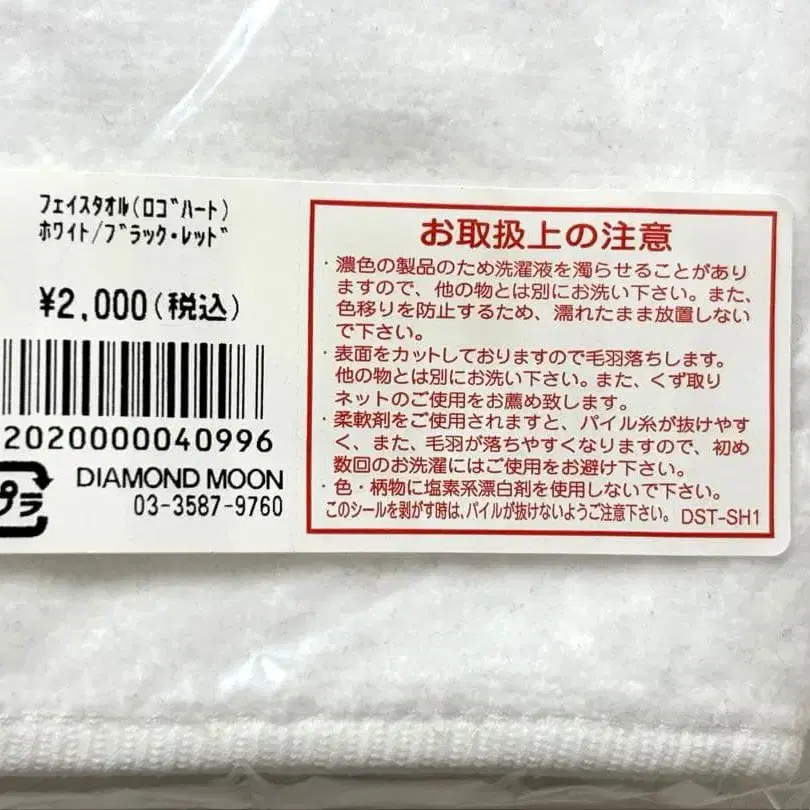 フェイスタオル(ロゴハート)
ホワイト/ブラック・レッド
¥2,000(税込)
2020000040996
プラ
DIAMOND MOON
03-3587-9760
お取扱上の注意
・濃色の製品のため洗濯液を濁らせることがあり
ますので、他の物とは別にお洗い下さい。また、
色移りを防止するため、濡れたまま放置しない
で下さい。
・表面をカットしておりますので毛羽落ちします。
他の物とは別にお洗い下さい。また、くず取り
ネットのご使用をお薦め致します。
・柔軟剤をご使用されますと、パイル糸が抜けやす
く、また、毛羽が落ちやすくなりますので、初め
数回のお洗濯にはご使用をお避け下さい。
・色・柄物に塩素系漂白剤を使用しないで下さい。
このシールを剥がす時は、パイルが抜けないようご注意下さい。 DST-SH1